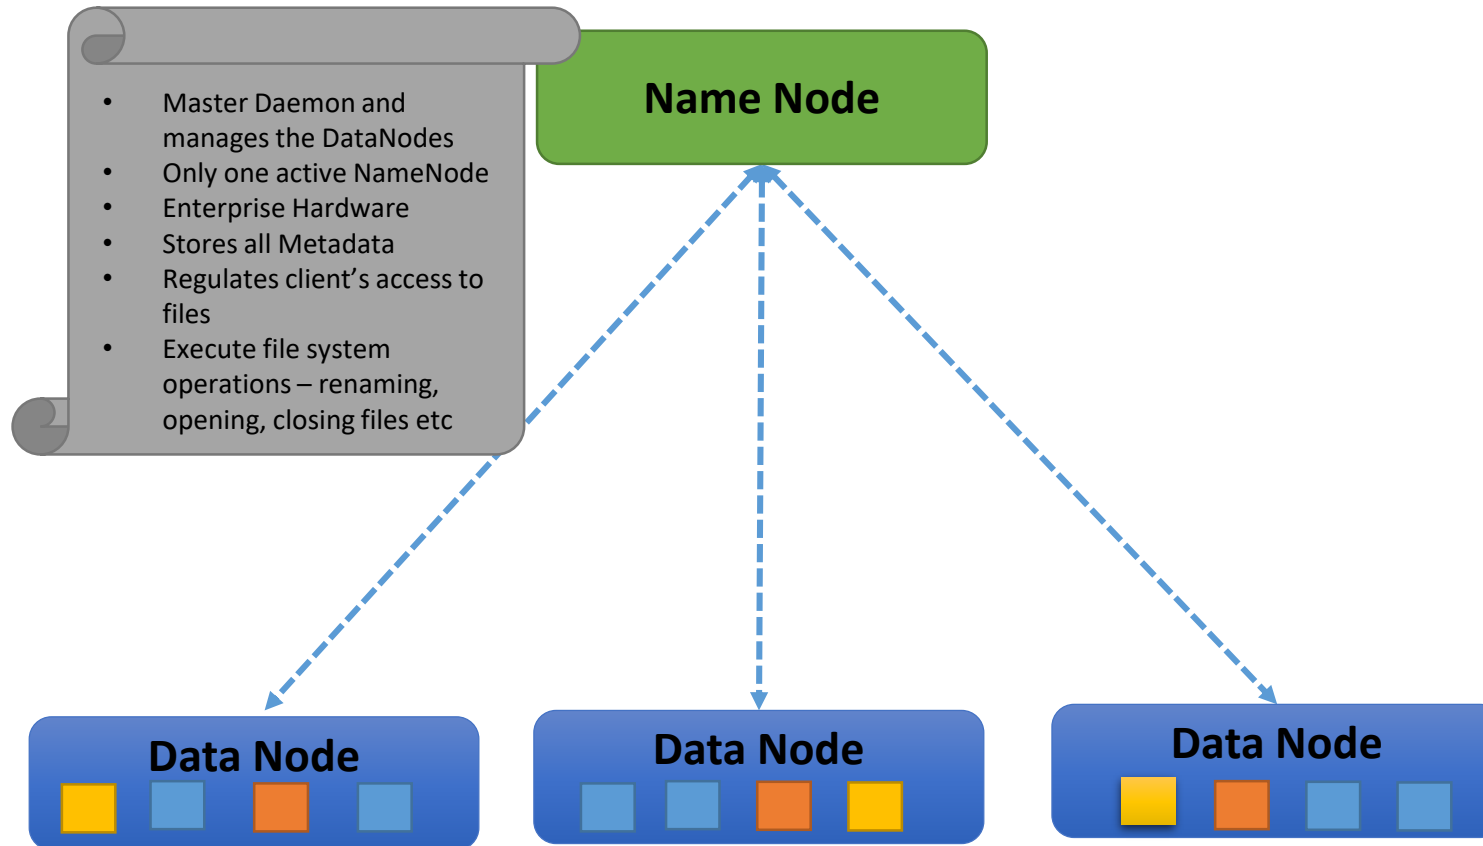 Name Node
• Master Daemon and
manages the DataNodes
• Only one active NameNode
• Enterprise Hardware
• Stores all Metadata
• Regulates client’s access to
files
• Execute file system
operations – renaming,
opening, closing files etc
Data Node
Data Node
Data Node